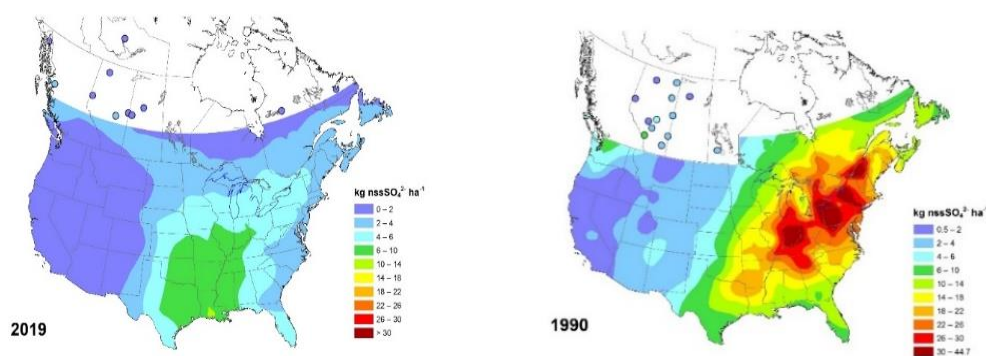 kg nssSO₄²⁻ ha⁻¹
0 – 2
2 – 4
4 – 6
6 – 10
10 – 14
14 – 18
18 – 22
22 – 26
26 – 30
> 30
2019
kg nssSO₄²⁻ ha⁻¹
0.5 – 2
2 – 4
4 – 6
6 – 10
10 – 14
14 – 18
18 – 22
22 – 26
26 – 30
30 – 44.7
1990